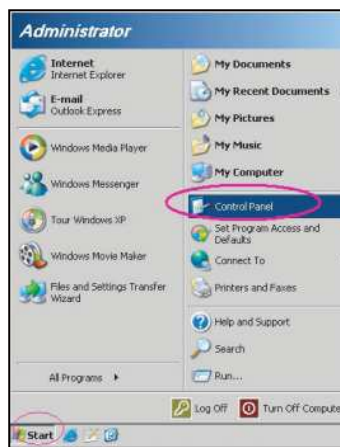 Administrator
Internet
Internet Explorer
E-mail
Outlook Express
Windows Media Player
Windows Messenger
Tour Windows XP
Windows Movie Maker
Files and Settings Transfer
Wizard
All Programs
My Documents
My Recent Documents
My Pictures
My Music
My Computer
Control Panel
Set Program Access and
Defaults
Connect To
Printers and Faxes
Help and Support
Search
Run...
Log Off
Turn Off Compute
Start